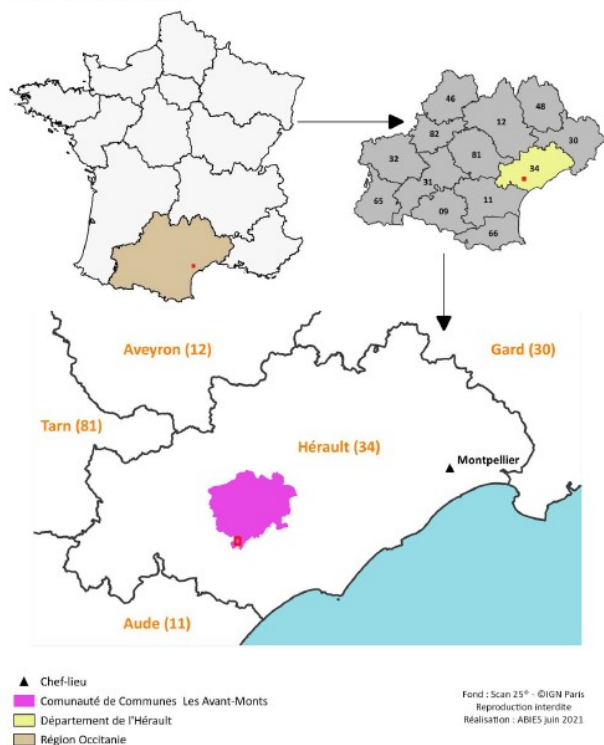 46
48
12
82
30
32
81
34
31
65
11
09
66
Aveyron (12)
Gard (30)
Tarn (81)
Hérault (34)
Montpellier
Aude (11)
Chef-lieu
Comunauté de Communes Les Avant-Monts
Département de l'Hérault
Région Occitanie
Fond : Scan 25® - ©IGN Paris
Reproduction interdite
Réalisation : ABIES juin 2021